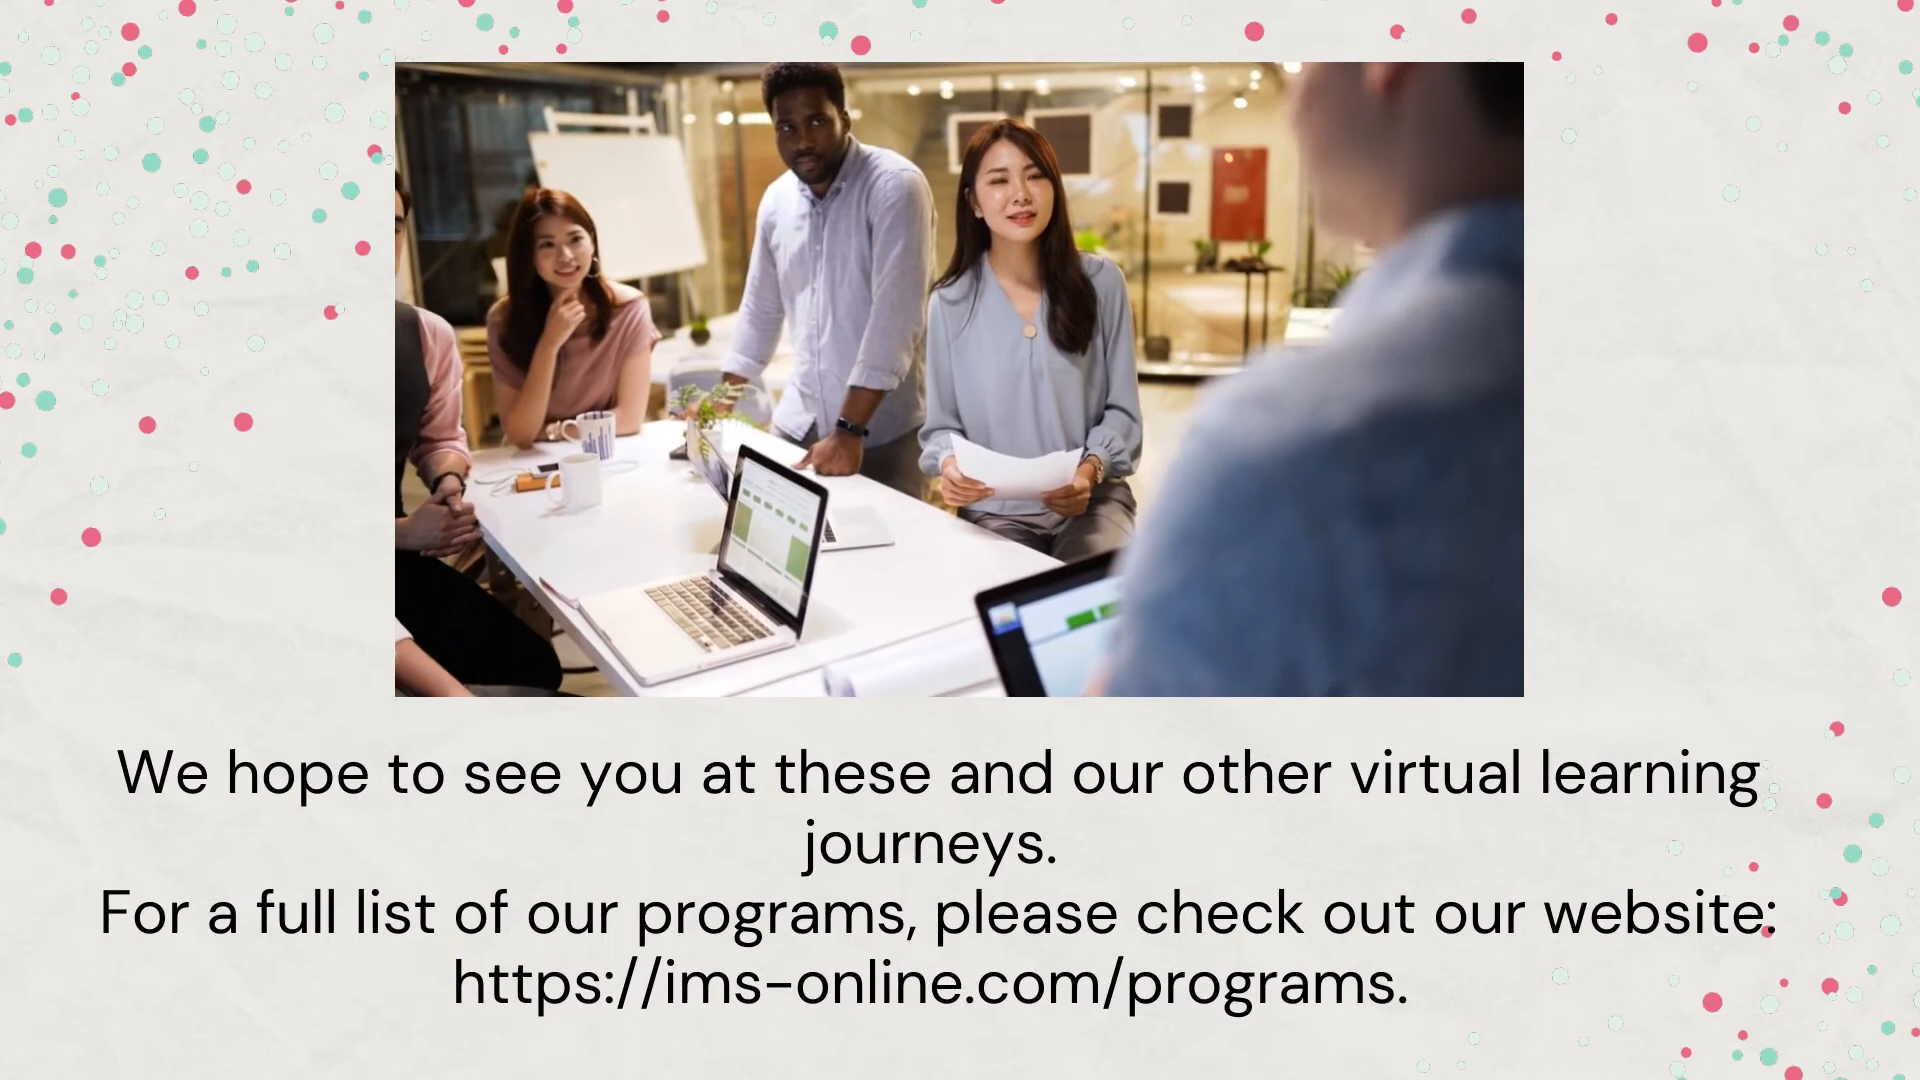 We hope to see you at these and our other virtual learning
journeys.
For a full list of our programs, please check out our website:
https://ims-online.com/programs.